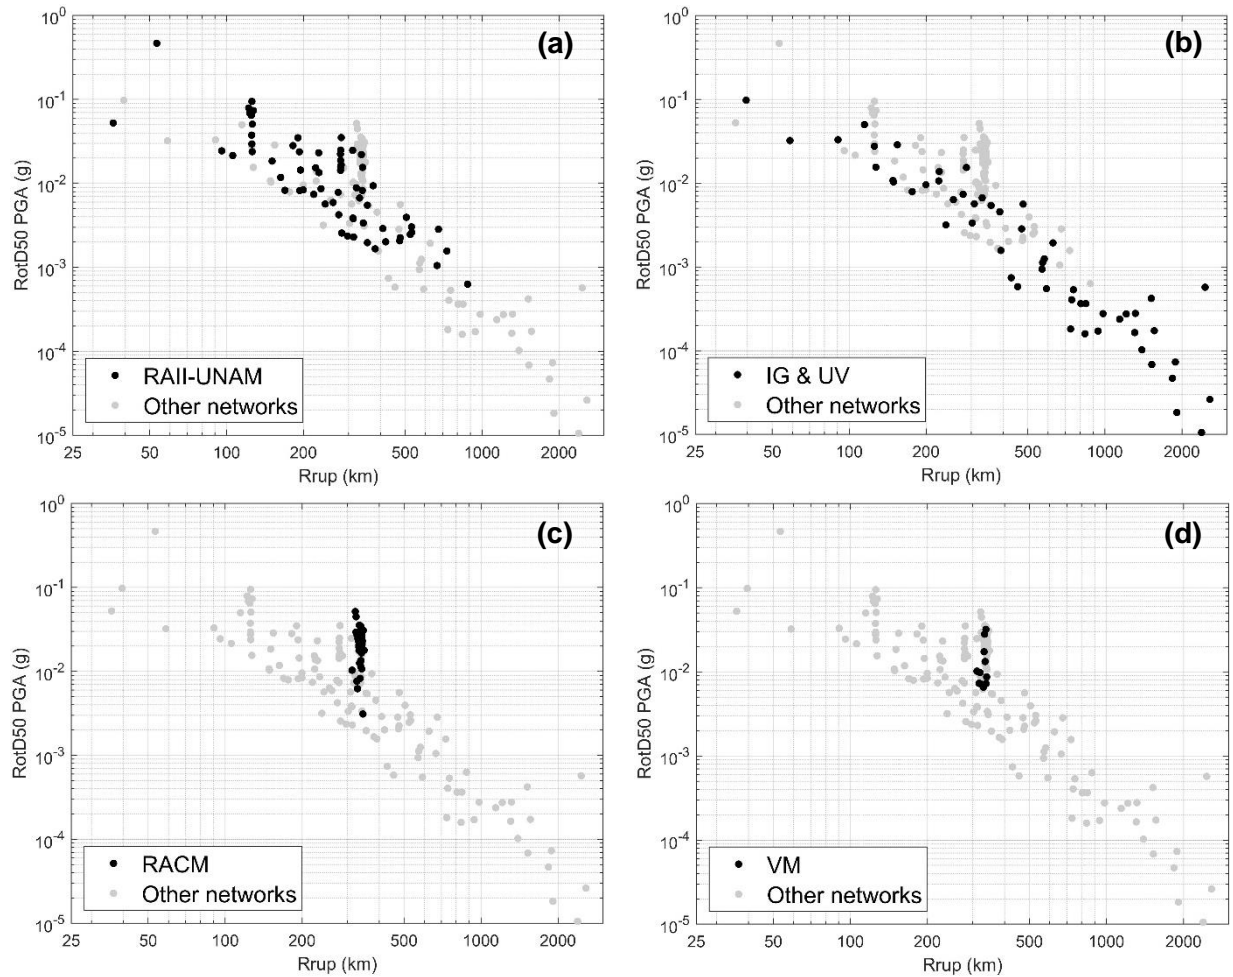 (a)
RotD50 PGA (g)
10^0
10^-1
10^-2
10^-3
10^-4
10^-5
RAII-UNAM
Other networks
25 50 100 200 500 1000 2000
Rrup (km)
(b)
RotD50 PGA (g)
10^0
10^-1
10^-2
10^-3
10^-4
10^-5
IG & UV
Other networks
25 50 100 200 500 1000 2000
Rrup (km)
(c)
RotD50 PGA (g)
10^0
10^-1
10^-2
10^-3
10^-4
10^-5
RACM
Other networks
25 50 100 200 500 1000 2000
Rrup (km)
(d)
RotD50 PGA (g)
10^0
10^-1
10^-2
10^-3
10^-4
10^-5
VM
Other networks
25 50 100 200 500 1000 2000
Rrup (km)